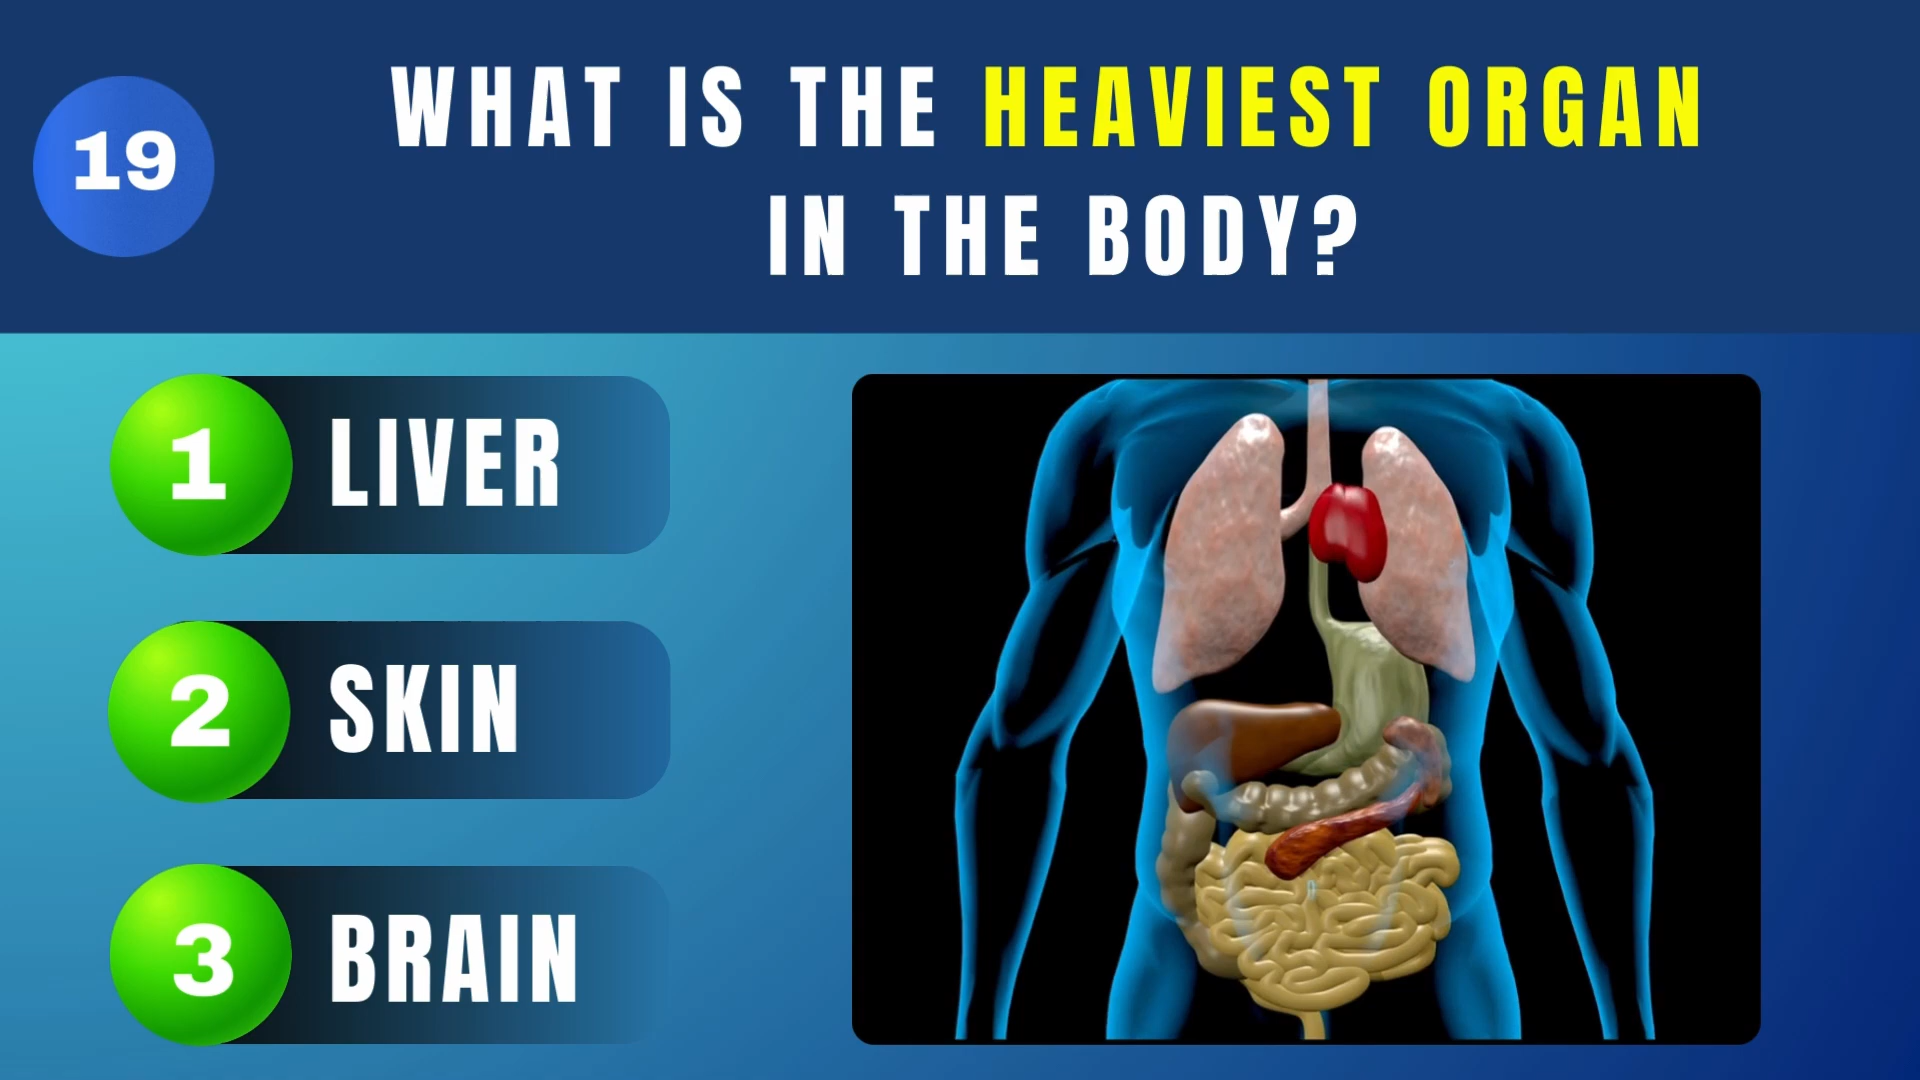 19
WHAT IS THE HEAVIEST ORGAN
IN THE BODY?
1 LIVER
2 SKIN
3 BRAIN